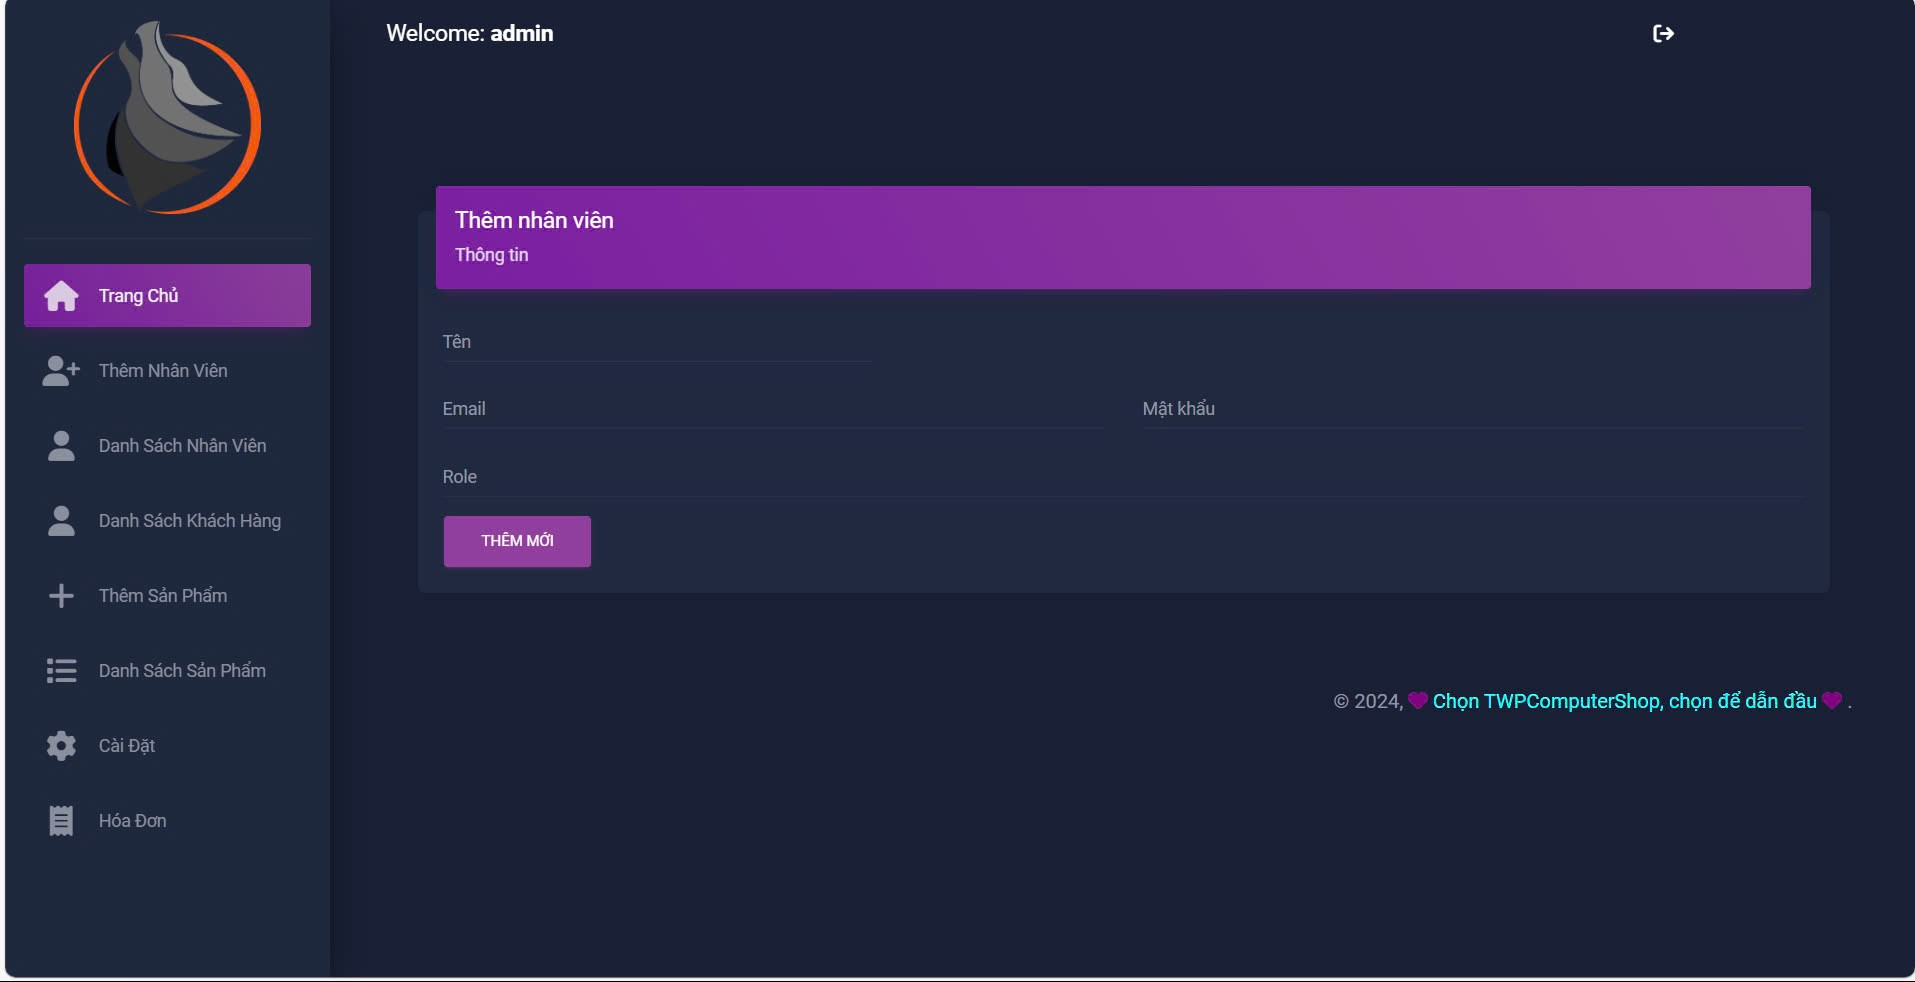 Welcome: admin
Trang Chủ
Thêm Nhân Viên
Danh Sách Nhân Viên
Danh Sách Khách Hàng
Thêm Sản Phẩm
Danh Sách Sản Phẩm
Cài Đặt
Hóa Đơn
Thêm nhân viên
Thông tin
Tên
Email
Mật khẩu
Role
THÊM MỚI
© 2024, 💜 Chọn TWPComputerShop, chọn để dẫn đầu 💜 .